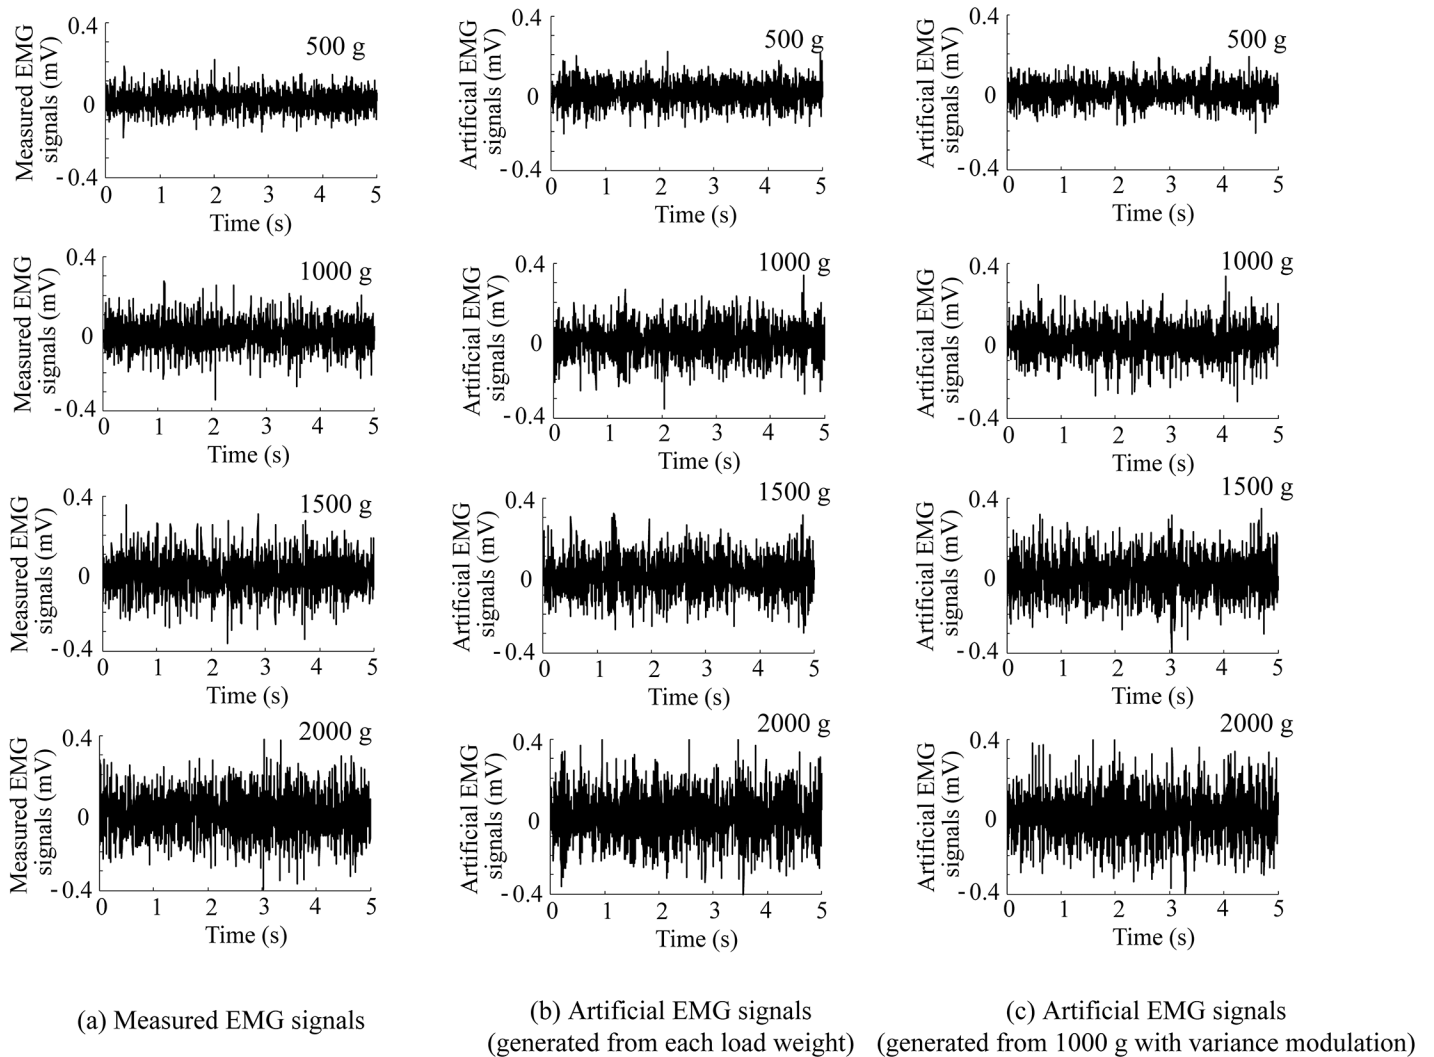 Measured EMG
signals (mV)
0.4
0
-0.4
500 g
0 1 2 3 4 5
Time (s)
Artificial EMG
signals (mV)
0.4
0
-0.4
500 g
0 1 2 3 4 5
Time (s)
Artificial EMG
signals (mV)
0.4
0
-0.4
500 g
0 1 2 3 4 5
Time (s)
Measured EMG
signals (mV)
0.4
0
-0.4
1000 g
0 1 2 3 4 5
Time (s)
Artificial EMG
signals (mV)
0.4
0
-0.4
1000 g
0 1 2 3 4 5
Time (s)
Artificial EMG
signals (mV)
0.4
0
-0.4
1000 g
0 1 2 3 4 5
Time (s)
Measured EMG
signals (mV)
0.4
0
-0.4
1500 g
0 1 2 3 4 5
Time (s)
Artificial EMG
signals (mV)
0.4
0
-0.4
1500 g
0 1 2 3 4 5
Time (s)
Artificial EMG
signals (mV)
0.4
0
-0.4
1500 g
0 1 2 3 4 5
Time (s)
Measured EMG
signals (mV)
0.4
0
-0.4
2000 g
0 1 2 3 4 5
Time (s)
Artificial EMG
signals (mV)
0.4
0
-0.4
2000 g
0 1 2 3 4 5
Time (s)
Artificial EMG
signals (mV)
0.4
0
-0.4
2000 g
0 1 2 3 4 5
Time (s)
(a) Measured EMG signals
(b) Artificial EMG signals
(generated from each load weight)
(c) Artificial EMG signals
(generated from 1000 g with variance modulation)